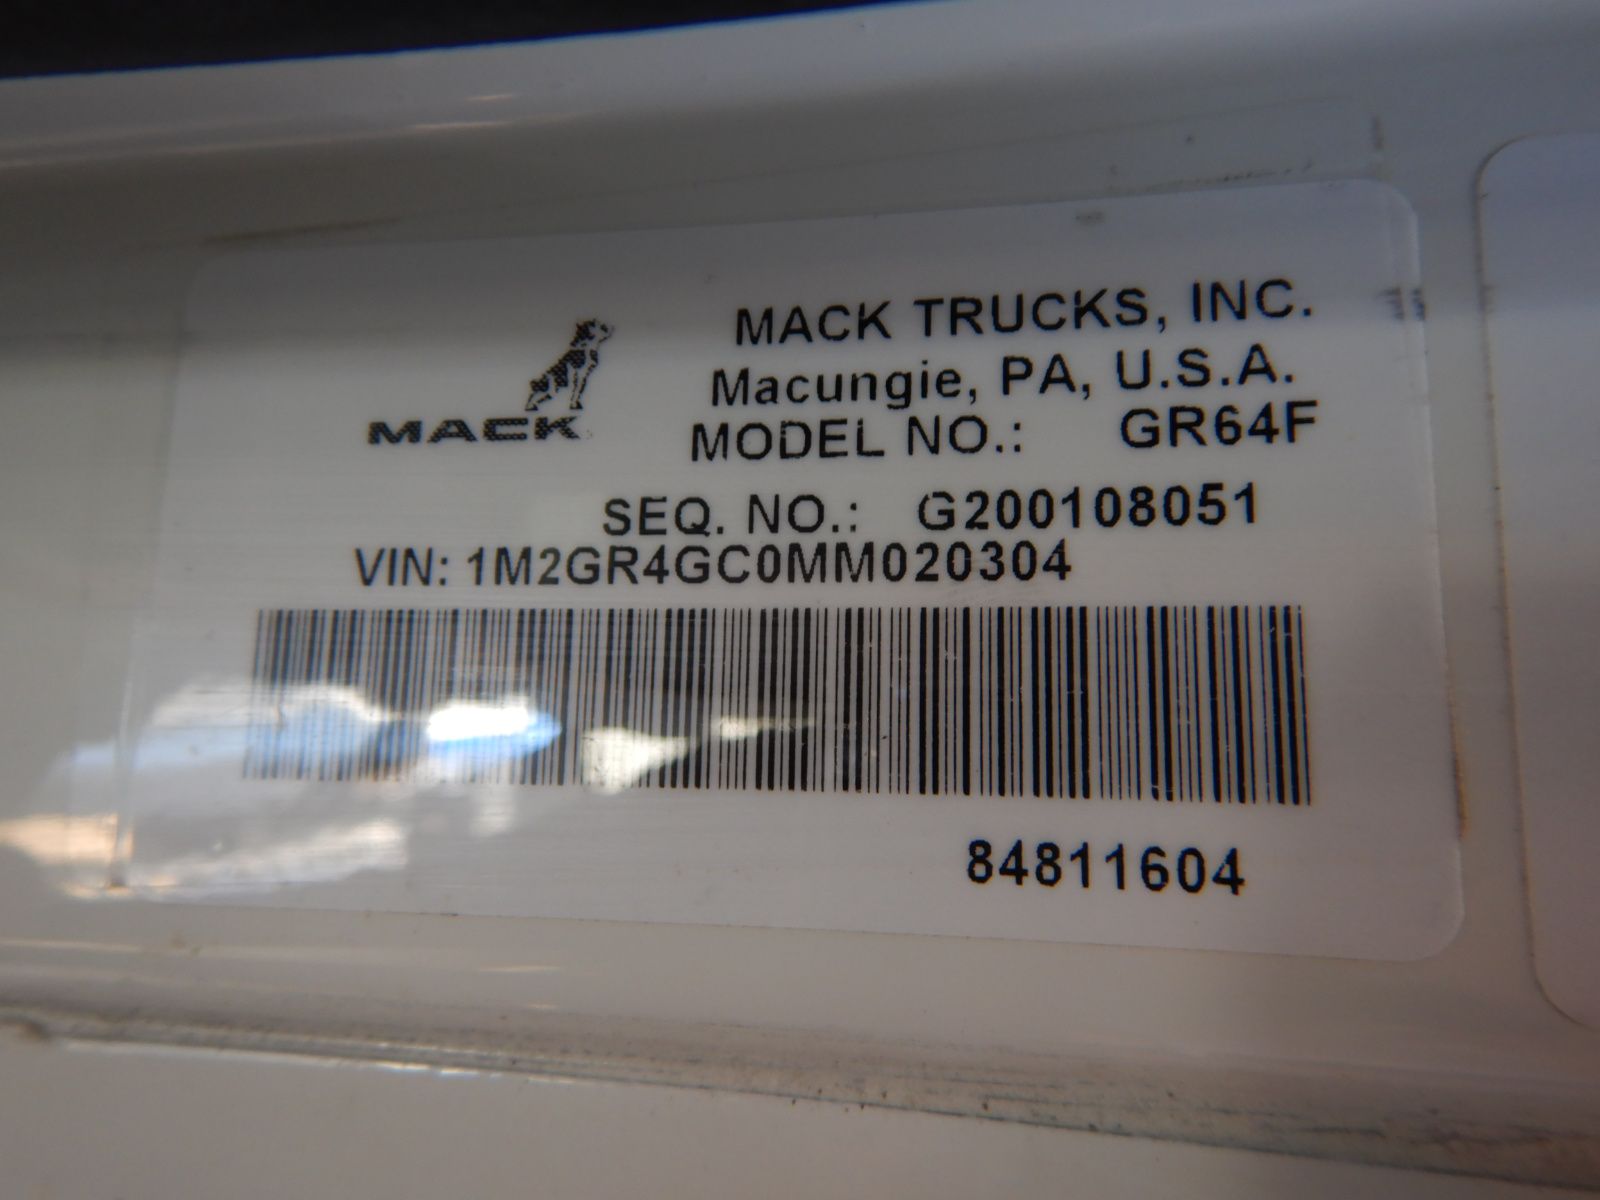 MACK
MACK TRUCKS, INC.
Macungie, PA, U.S.A.
MODEL NO.: GR64F
SEQ. NO.: G200108051
VIN: 1M2GR4GC0MM020304
84811604